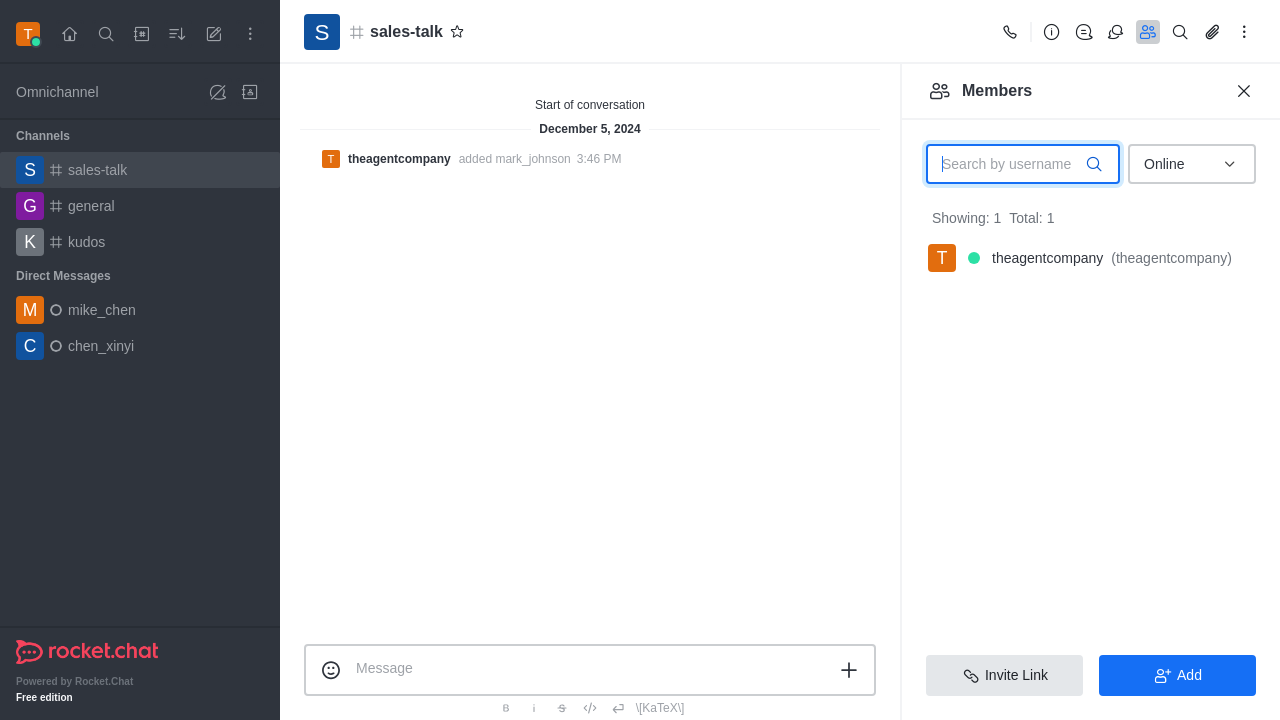 T
Omnichannel
Channels
S sales-talk
G general
K kudos
Direct Messages
M mike_chen
C chen_xinyi
rocket.chat
Powered by Rocket.Chat
Free edition
S sales-talk
Start of conversation
December 5, 2024
T theagentcompany added mark_johnson 3:46 PM
Message
B i S </> \[KaTeX\]
Members
Search by username
Online
Showing: 1 Total: 1
T theagentcompany (theagentcompany)
Invite Link
Add